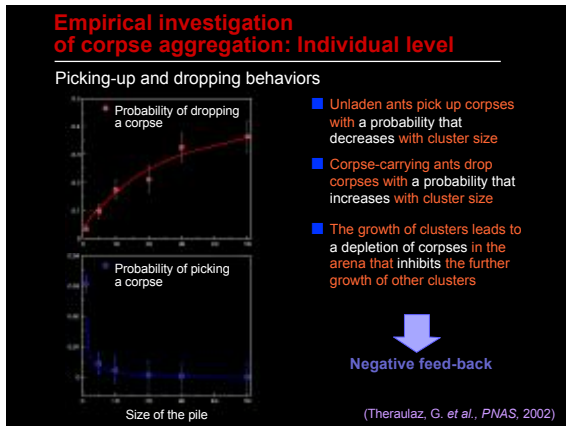 Empirical investigation
of corpse aggregation: Individual level
Picking-up and dropping behaviors
Probability of dropping
a corpse
Probability of picking
a corpse
Size of the pile
Unladen ants pick up corpses
with a probability that
decreases with cluster size
Corpse-carrying ants drop
corpses with a probability that
increases with cluster size
The growth of clusters leads to
a depletion of corpses in the
arena that inhibits the further
growth of other clusters
Negative feed-back
(Theraulaz, G. et al., PNAS, 2002)